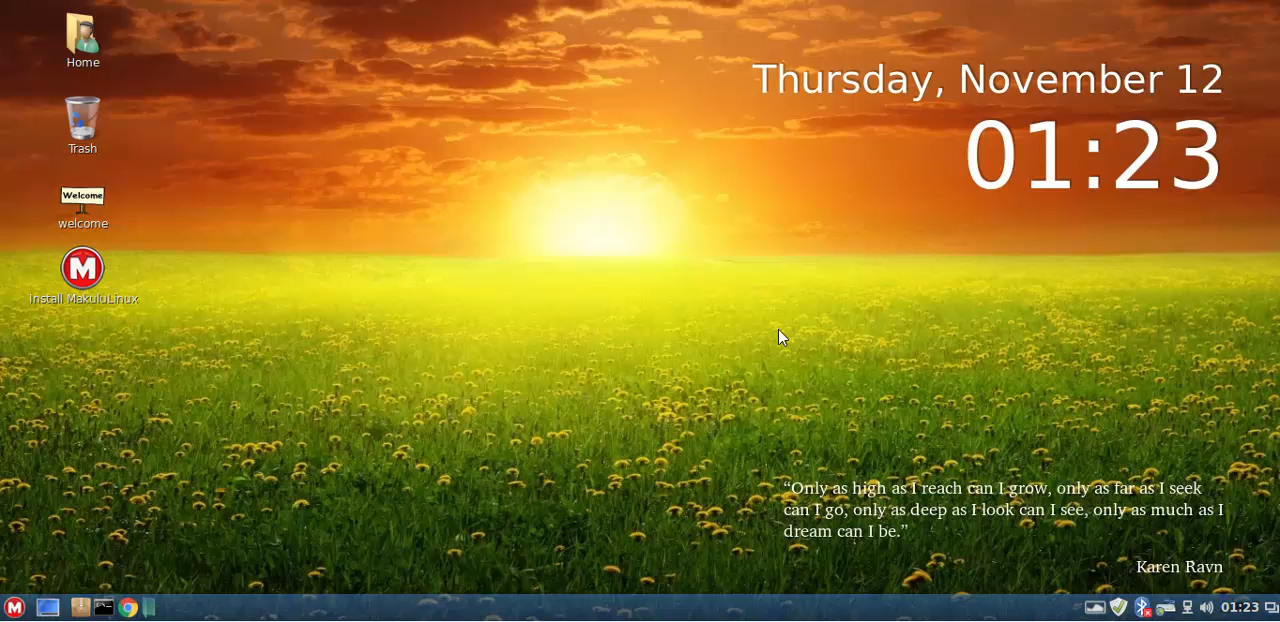 Home
Trash
Welcome
welcome
M
Install MakuluLinux
Thursday, November 12
01:23
“Only as high as I reach can I grow, only as far as I seek
can I go, only as deep as I look can I see, only as much as I
dream can I be.”
Karen Ravn
M
01:23